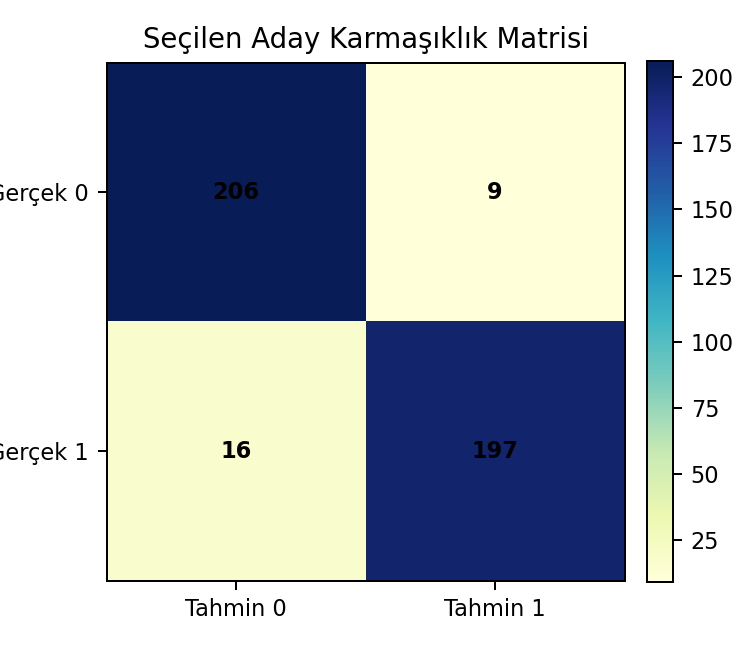 Seçilen Aday Karmaşıklık Matrisi
Gerçek 0
206
9
Gerçek 1
16
197
Tahmin 0
Tahmin 1
200
175
150
125
100
75
50
25